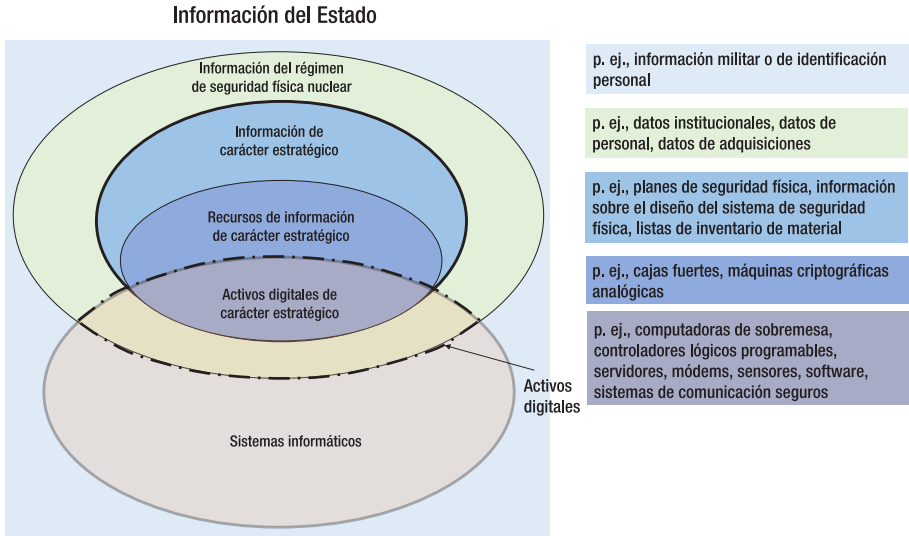 Información del Estado
Información del régimen
de seguridad física nuclear
Información de
carácter estratégico
Recursos de información
de carácter estratégico
Activos digitales de
carácter estratégico
Sistemas informáticos
Activos
digitales
p. ej., información militar o de identificación
personal
p. ej., datos institucionales, datos de
personal, datos de adquisiciones
p. ej., planes de seguridad física, información
sobre el diseño del sistema de seguridad
física, listas de inventario de material
p. ej., cajas fuertes, máquinas criptográficas
analógicas
p. ej., computadoras de sobremesa,
controladores lógicos programables,
servidores, módems, sensores, software,
sistemas de comunicación seguros